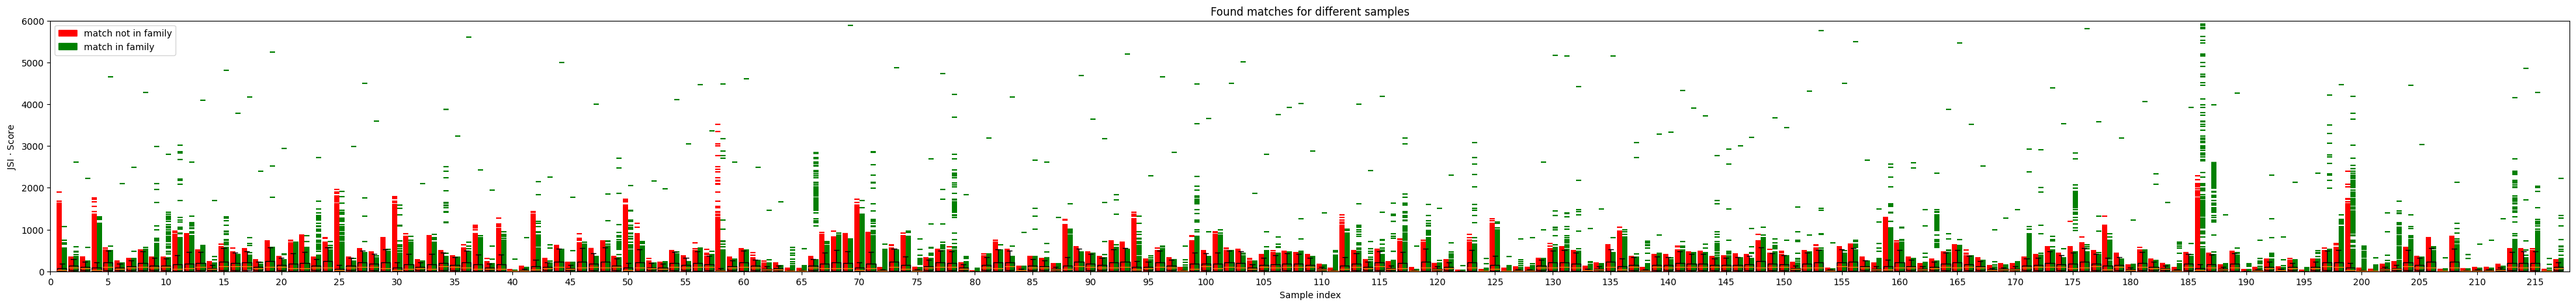 Found matches for different samples
6000
5000
4000
3000
2000
1000
0
JSI - Score
match not in family
match in family
0 5 10 15 20 25 30 35 40 45 50 55 60 65 70 75 80 85 90 95 100 105 110 115 120 125 130 135 140 145 150 155 160 165 170 175 180 185 190 195 200 205 210 215
Sample index